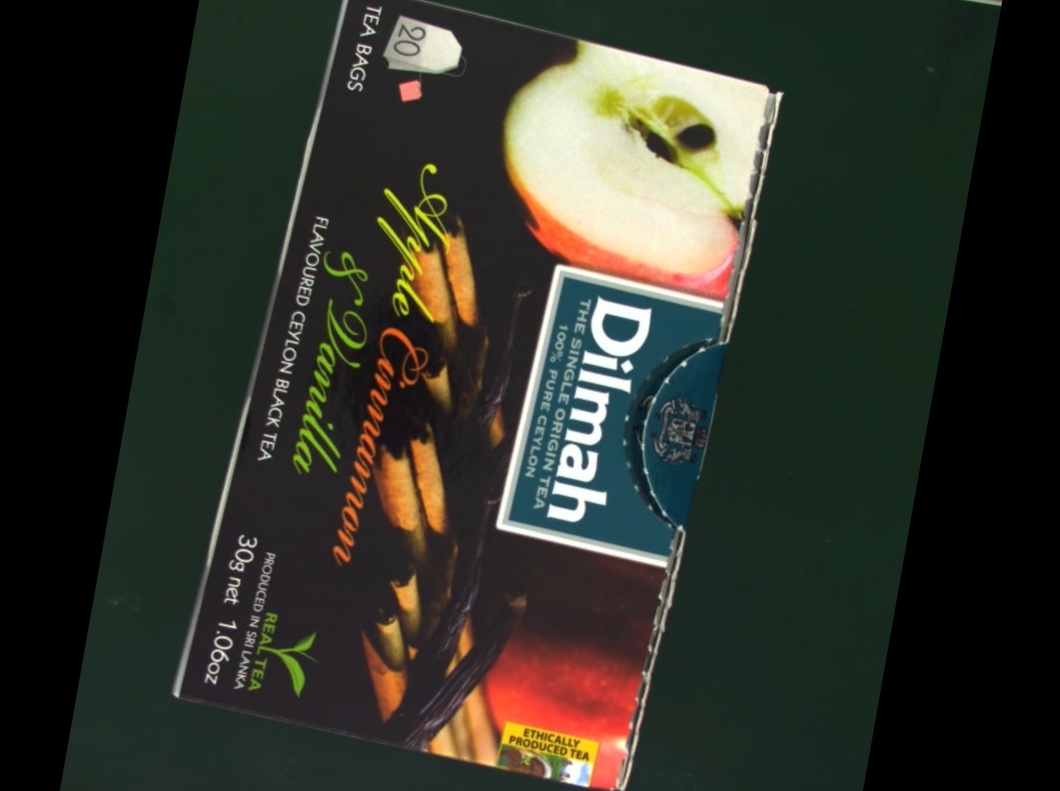 Dilmah
THE SINGLE ORIGIN TEA
100% PURE CEYLON
Apple Cinnamon
& Vanilla
FLAVOURED CEYLON BLACK TEA
20
TEA BAGS
REAL TEA
PRODUCED IN SRI LANKA
30g net 1.06oz
ETHICALLY
PRODUCED TEA